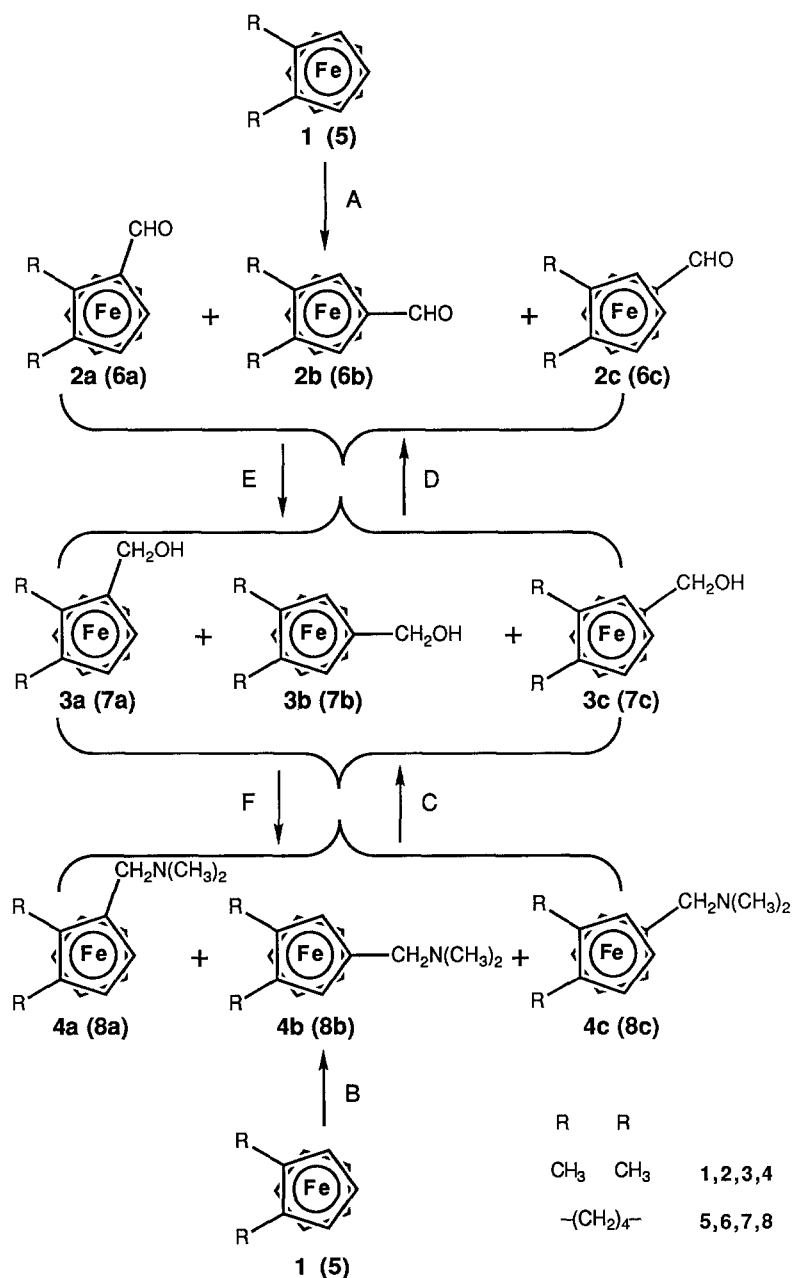 R
Fe
R
1 (5)
A
CHO
R
Fe
R
2a (6a)
+
R
Fe
CHO
R
2b (6b)
+
CHO
R
Fe
R
2c (6c)
E
D
CH₂OH
R
Fe
R
3a (7a)
+
R
Fe
CH₂OH
R
3b (7b)
+
CH₂OH
R
Fe
R
3c (7c)
F
C
CH₂N(CH₃)₂
R
Fe
R
4a (8a)
+
R
Fe
CH₂N(CH₃)₂
R
4b (8b)
+
CH₂N(CH₃)₂
R
Fe
R
4c (8c)
B
R
Fe
R
1 (5)
R R
CH₃ CH₃ 1,2,3,4
–(CH₂)₄– 5,6,7,8